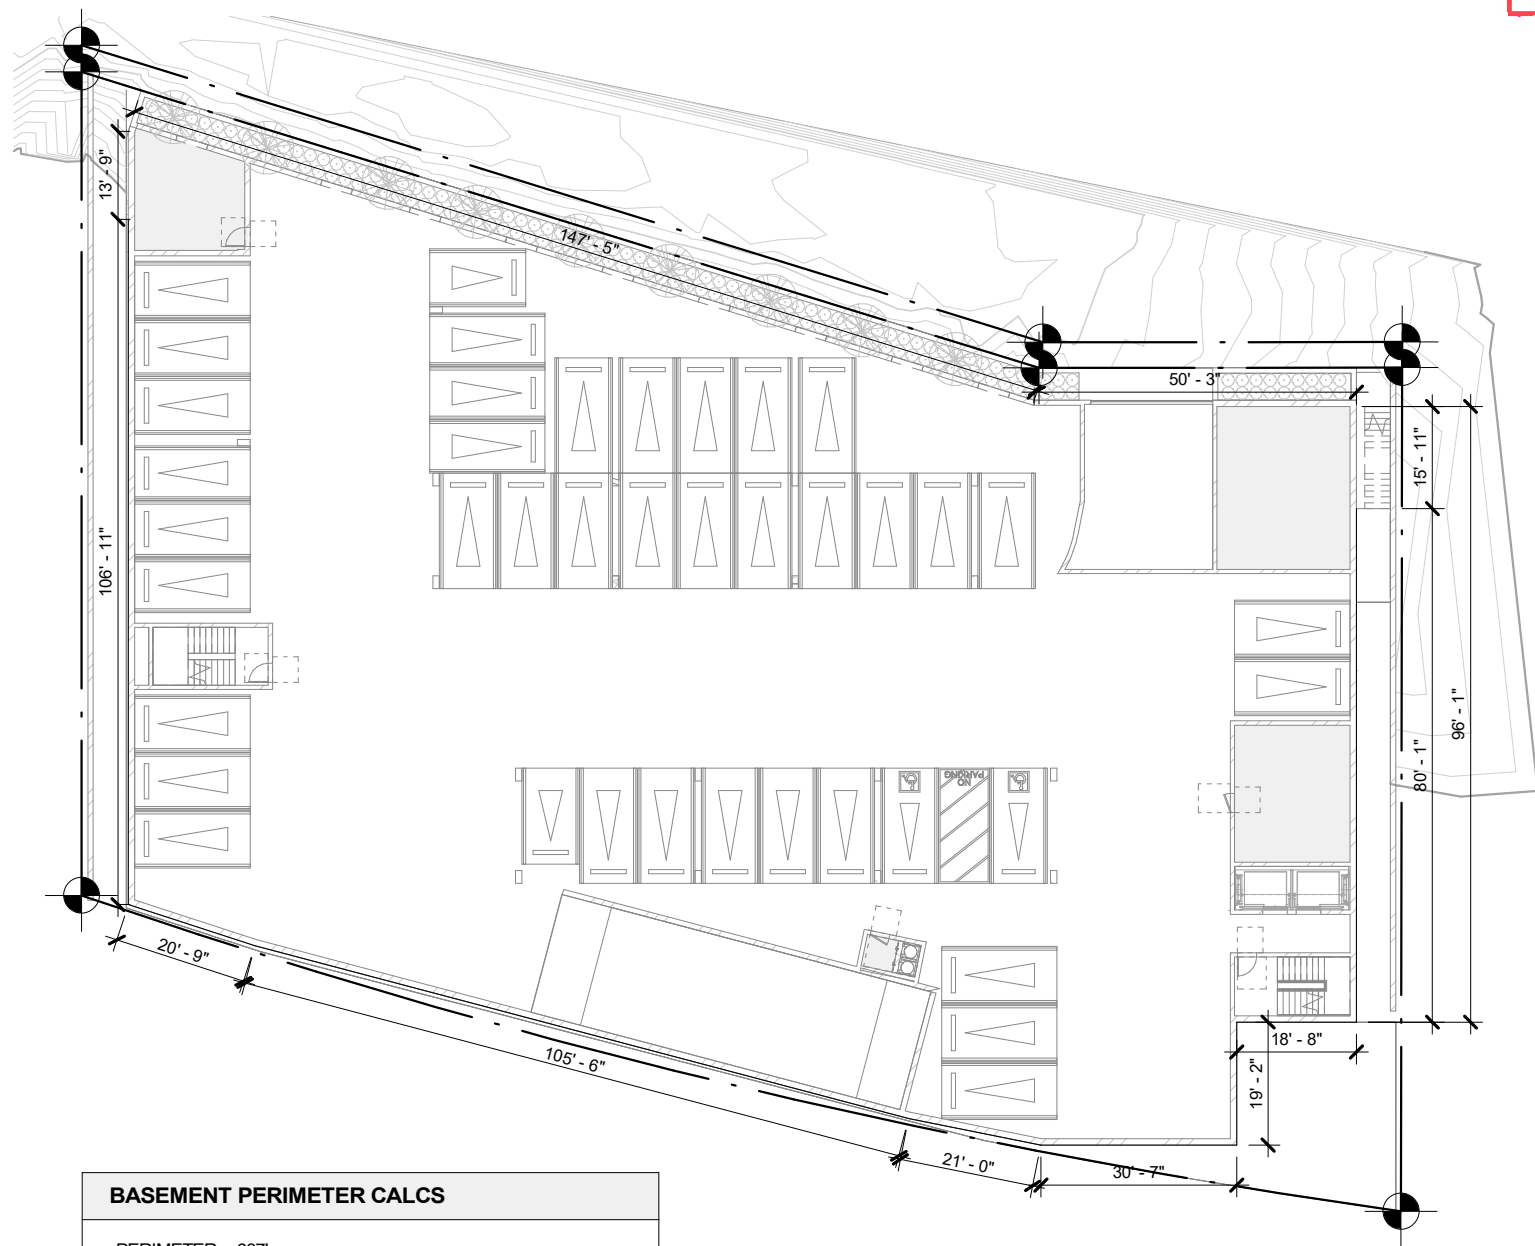 13' - 9"
147' - 5"
50' - 3"
15' - 11"
106' - 11"
96' - 1"
80' - 1"
NO
PARKING
20' - 9"
105' - 6"
21' - 0"
18' - 8"
19' - 2"
30' - 7"
BASEMENT PERIMETER CALCS